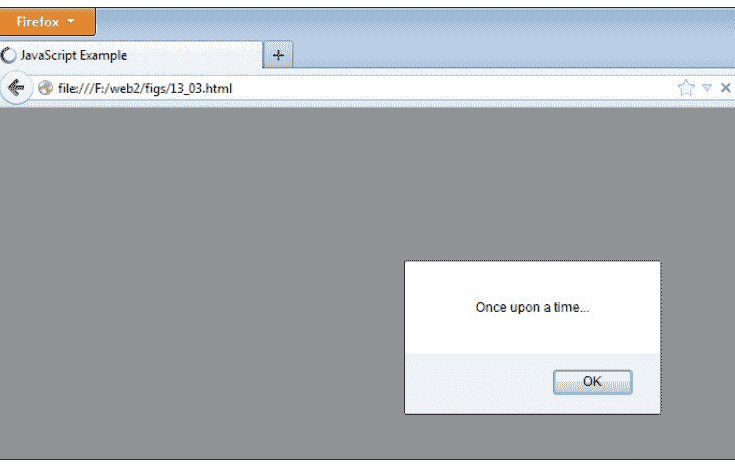 Firefox
JavaScript Example
file:///F:/web2/figs/13_03.html
Once upon a time...
OK